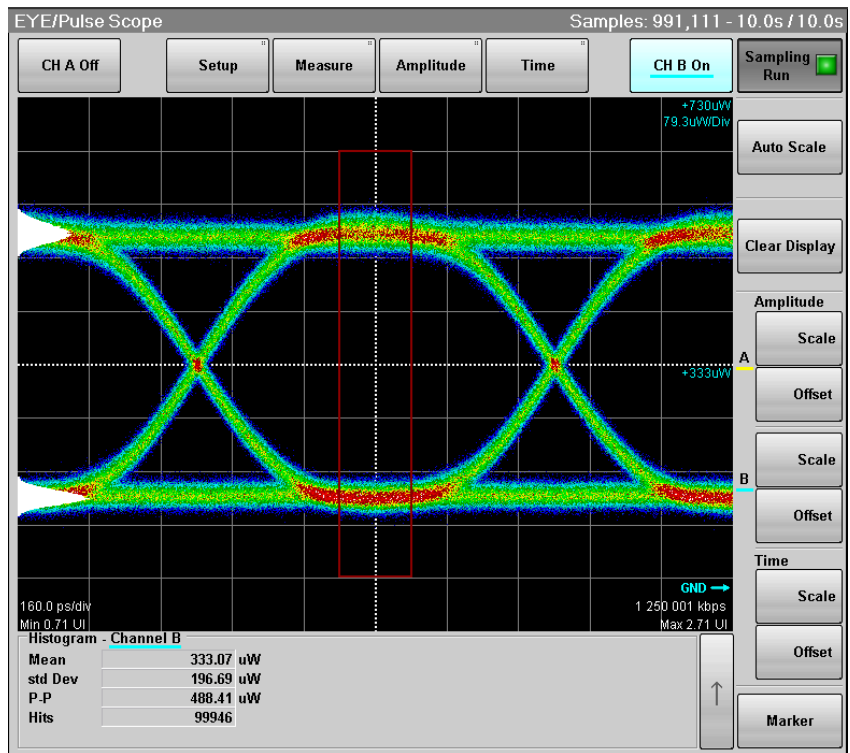 EYE/Pulse Scope
Samples: 991,111 - 10.0s / 10.0s
CH A Off
Setup
Measure
Amplitude
Time
CH B On
Sampling
Run
+730uW
79.3uW/Div
Auto Scale
Clear Display
Amplitude
Scale
A
+333uW
Offset
Scale
B
Offset
Time
GND →
Scale
160.0 ps/div
1 250 001 kbps
Min 0.71 UI
Max 2.71 UI
Histogram - Channel B
Mean 333.07 uW
std Dev 196.69 uW
P-P 488.41 uW
Hits 99946
Offset
↑
Marker